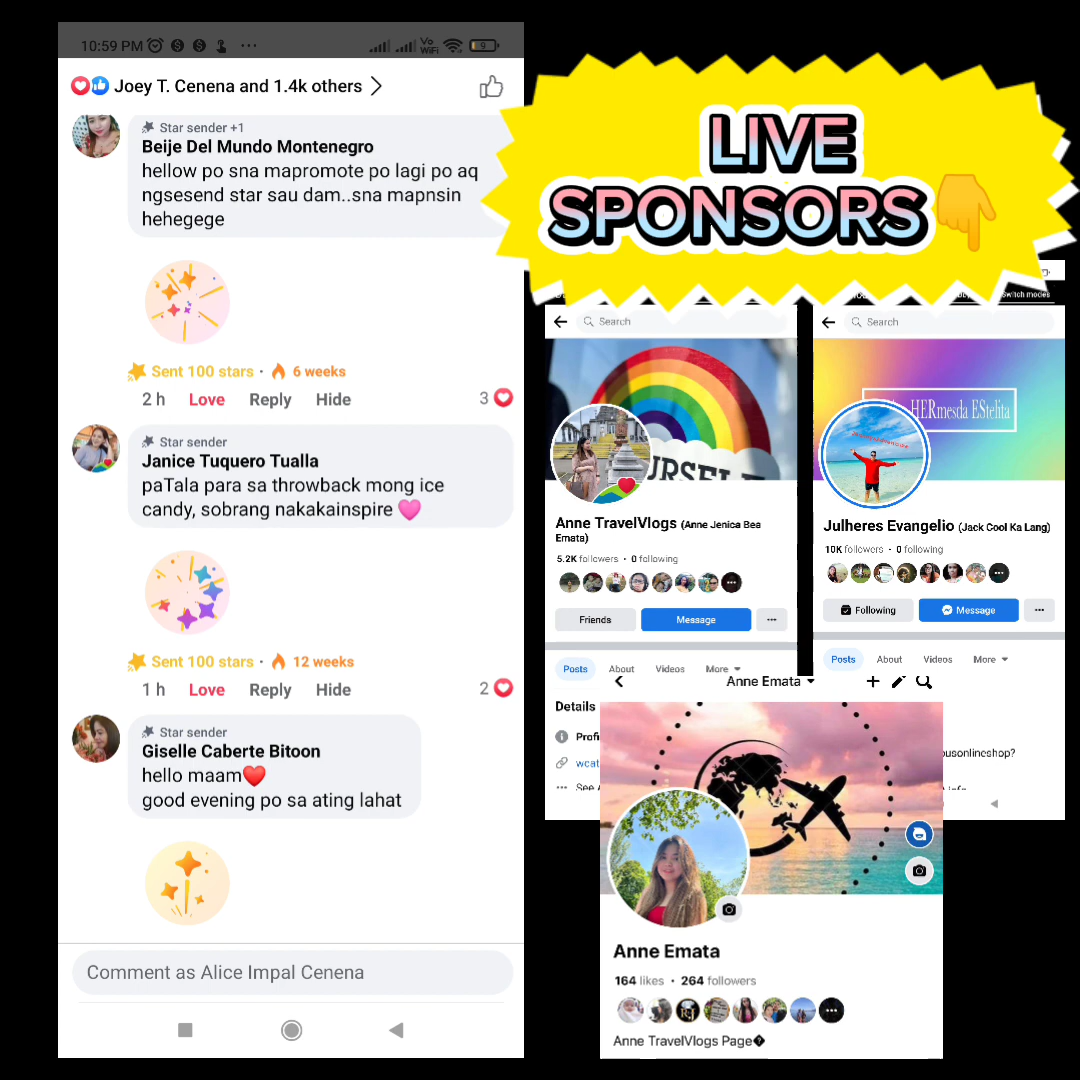 10:59 PM
Vo
WiFi
9
Joey T. Cenena and 1.4k others
Star sender +1
Beije Del Mundo Montenegro
hellow po sna mapromote po lagi po aq
ngsesend star sau dam..sna mapnsin
hehegege
Sent 100 stars · 6 weeks
2 h Love Reply Hide 3
Star sender
Janice Tuquero Tualla
paTala para sa throwback mong ice
candy, sobrang nakakainspire
Sent 100 stars · 12 weeks
1 h Love Reply Hide 2
Star sender
Giselle Caberte Bitoon
hello maam
good evening po sa ating lahat
Comment as Alice Impal Cenena
LIVE
SPONSORS
Search
Anne TravelVlogs (Anne Jenica Bea
Emata)
5.2K followers · 0 following
Friends Message
Posts About Videos More
Details
Switch modes
Search
HERmesda EStelita
Julheres Evangelio (Jack Cool Ka Lang)
10K followers · 0 following
Following Message
Posts About Videos More
Anne Emata
Anne Emata
164 likes · 264 followers
Anne TravelVlogs Page�